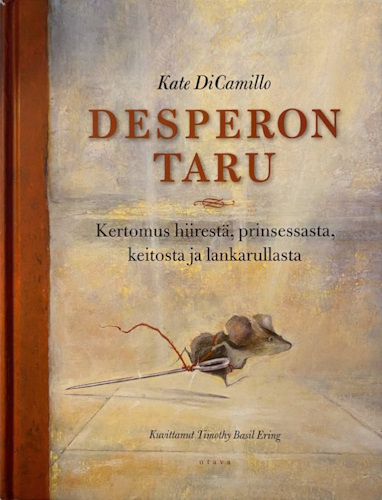 Kate DiCamillo
DESPERON
TARU
Kertomus hiirestä, prinsessasta,
keitosta ja lankarullasta
Kuvittanut Timothy Basil Ering
otava